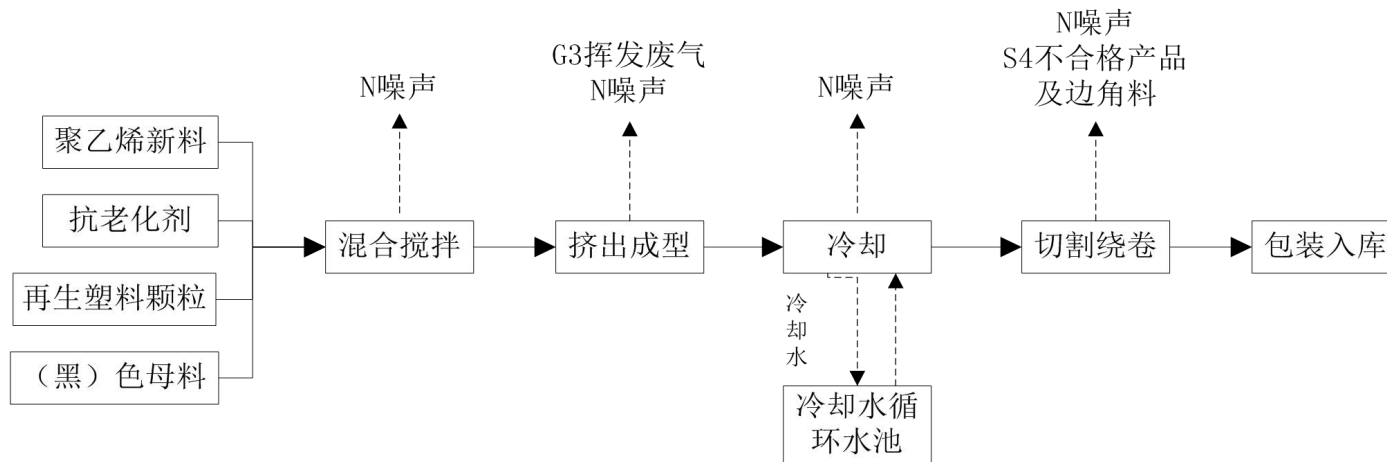 N噪声
S4不合格产品
及边角料
G3挥发废气
N噪声
N噪声
N噪声
聚乙烯新料
抗老化剂
再生塑料颗粒
（黑）色母料
混合搅拌
挤出成型
冷却
切割绕卷
包装入库
冷
却
水
冷却水循
环水池